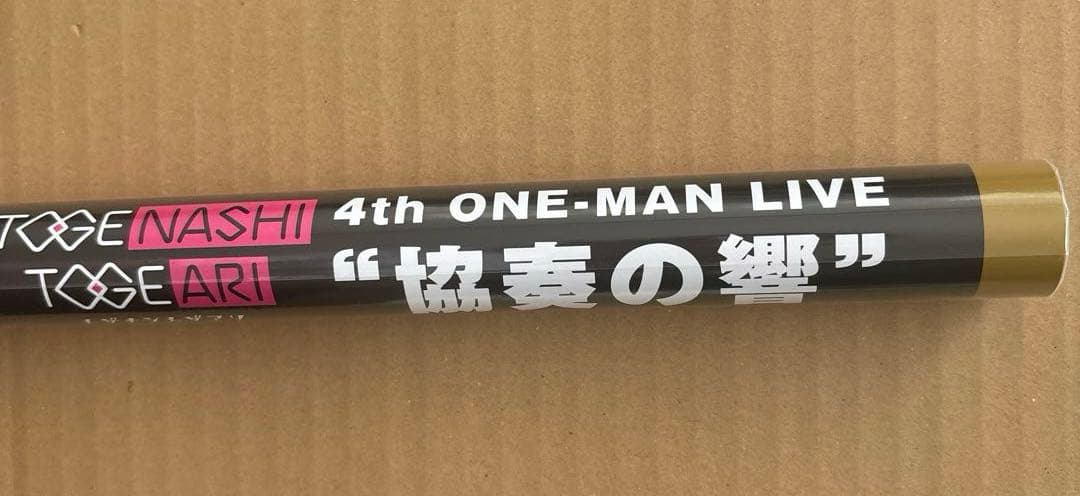 TOGENASHI
TOGEARI
4th ONE-MAN LIVE
“協奏の響”